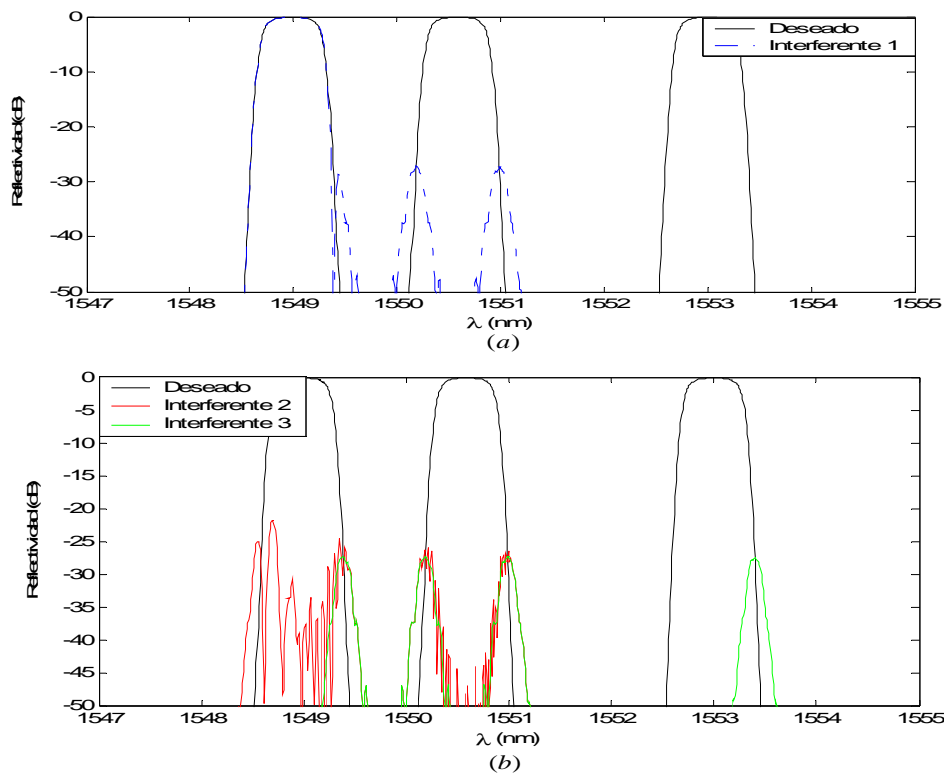 0
-10
-20
-30
-40
-50
Reflectividad (dB)
Deseado
Interferente 1
1547 1548 1549 1550 1551 1552 1553 1554 1555
λ (nm)
(a)
0
-5
-10
-15
-20
-25
-30
-35
-40
-45
-50
Reflectividad (dB)
Deseado
Interferente 2
Interferente 3
1547 1548 1549 1550 1551 1552 1553 1554 1555
λ (nm)
(b)